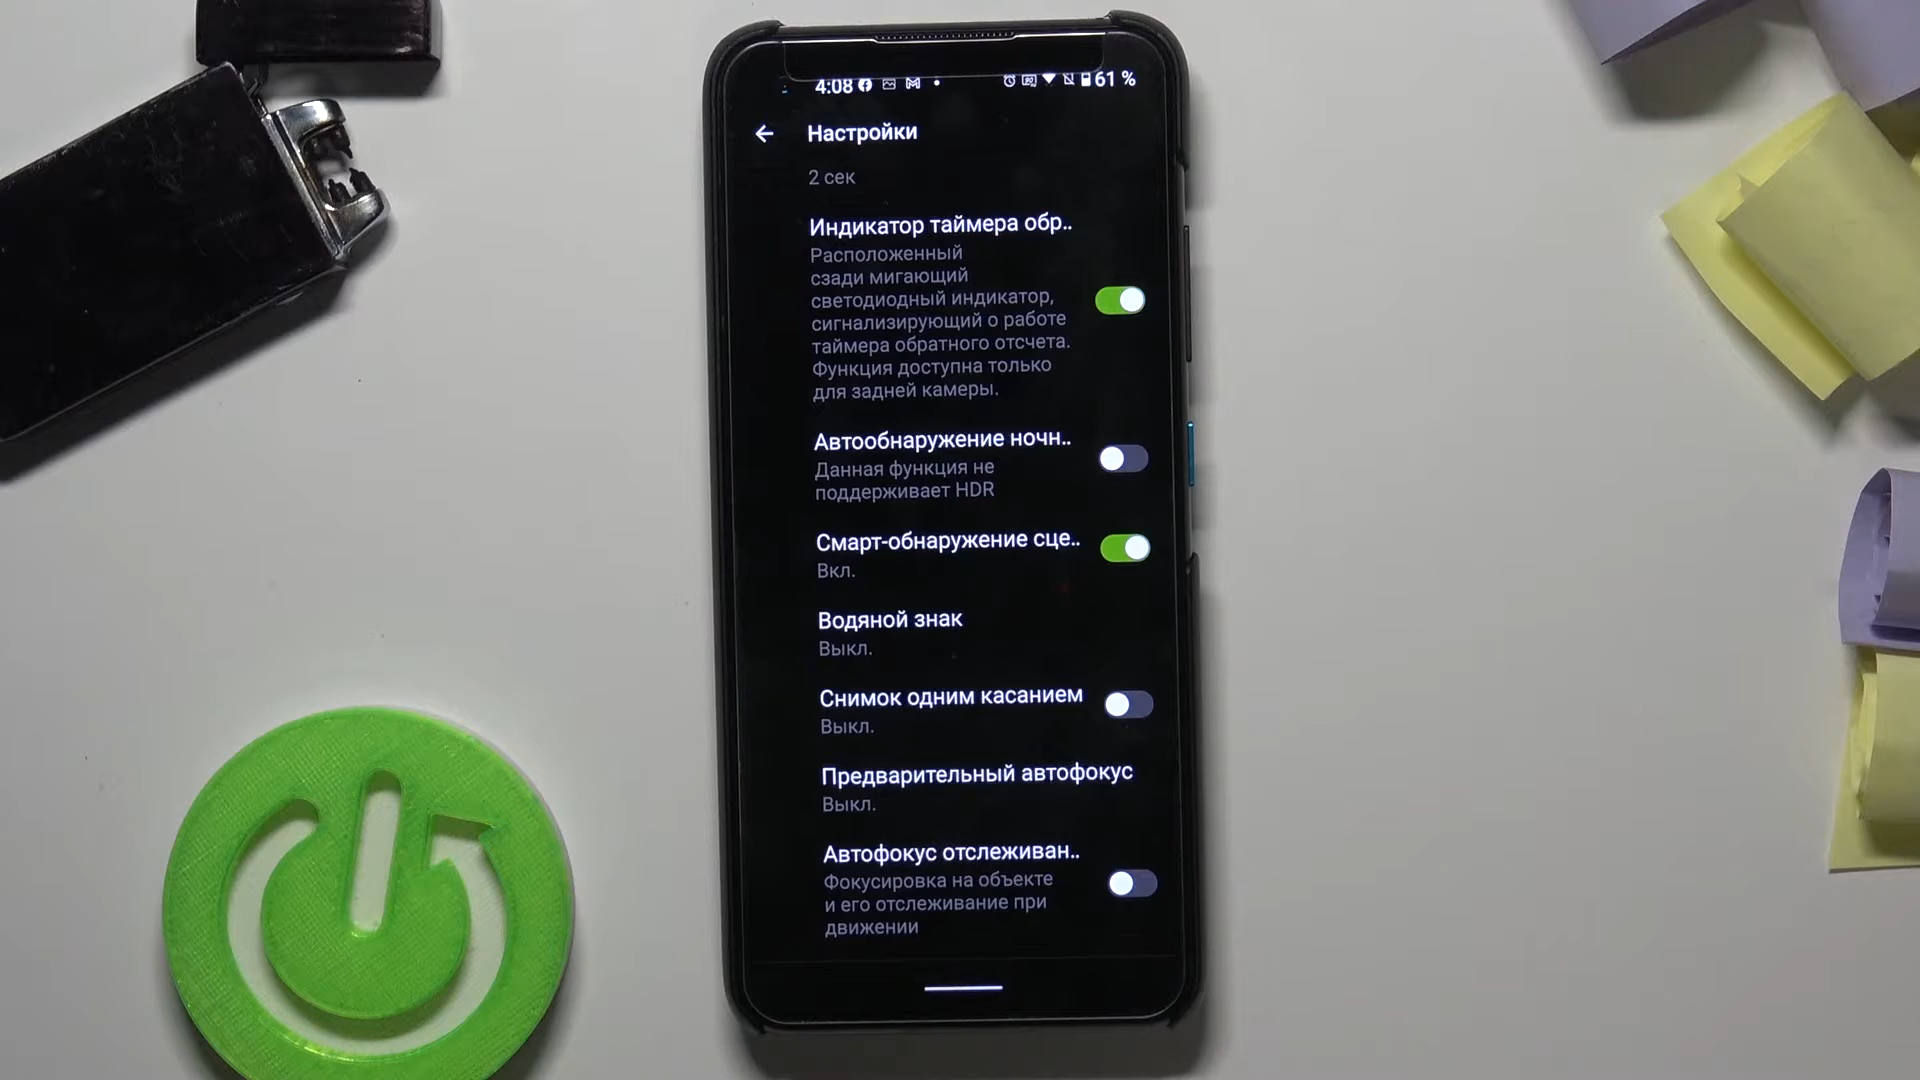 4:08
61 %
Настройки
2 сек
Индикатор таймера обр..
Расположенный
сзади мигающий
светодиодный индикатор,
сигнализирующий о работе
таймера обратного отсчета.
Функция доступна только
для задней камеры.
Автообнаружение ночн..
Данная функция не
поддерживает HDR
Смарт-обнаружение сце..
Вкл.
Водяной знак
Выкл.
Снимок одним касанием
Выкл.
Предварительный автофокус
Выкл.
Автофокус отслеживан..
Фокусировка на объекте
и его отслеживание при
движении